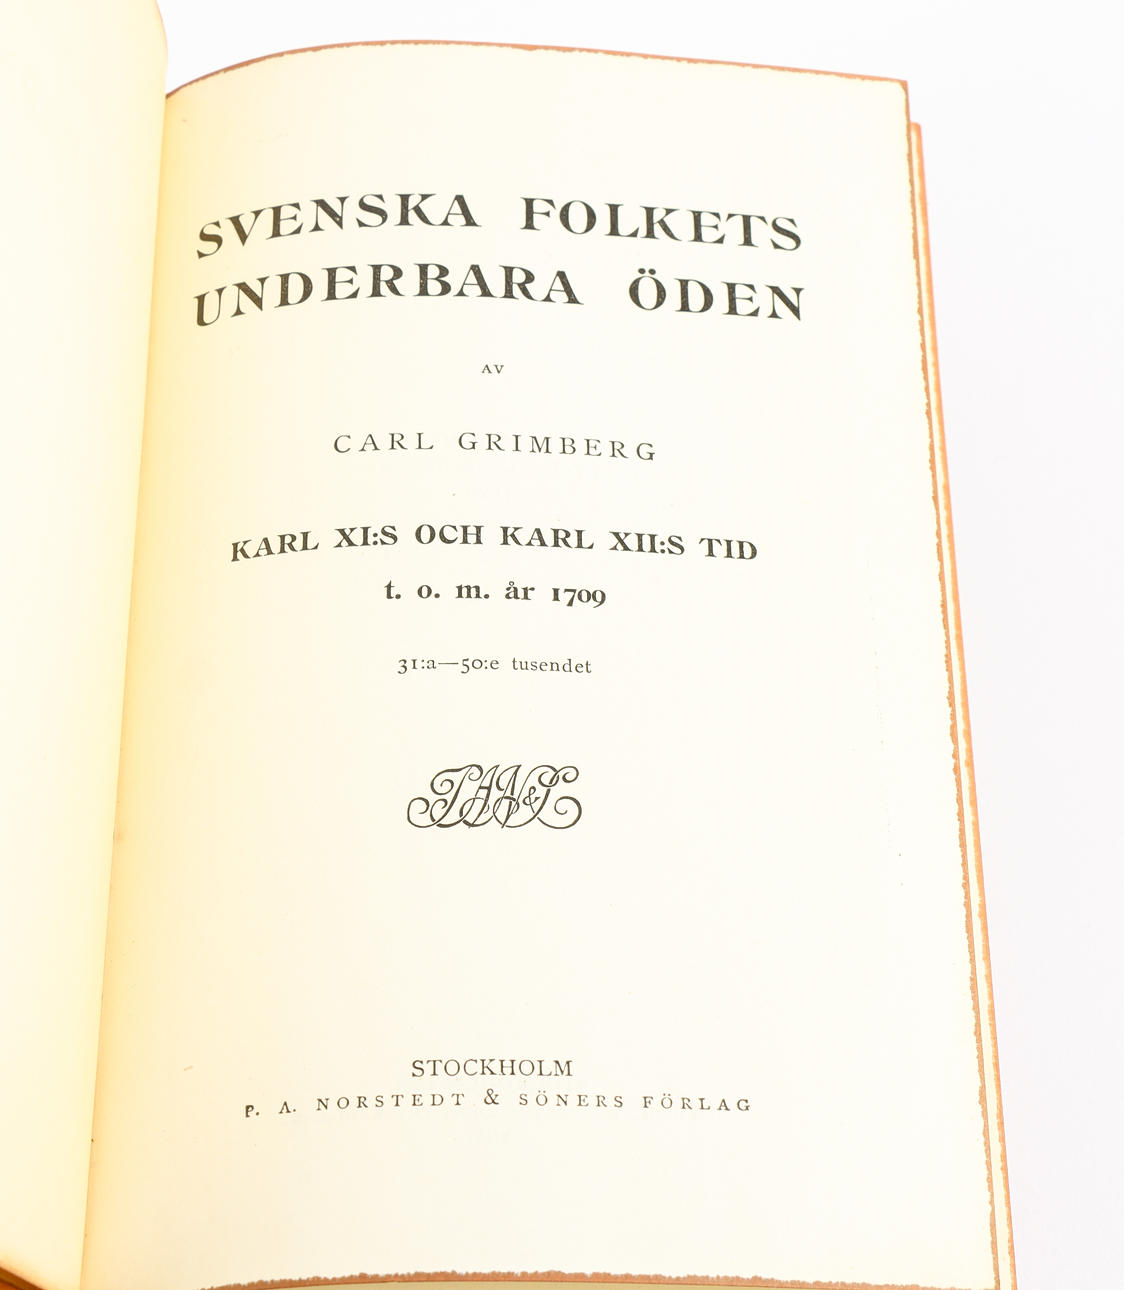 SVENSKA FOLKETS
UNDERBARA ÖDEN
AV
CARL GRIMBERG
KARL XI:S OCH KARL XII:S TID
t. o. m. år 1709
31:a—50:e tusendet
PAN&S
STOCKHOLM
P. A. NORSTEDT & SÖNERS FÖRLAG